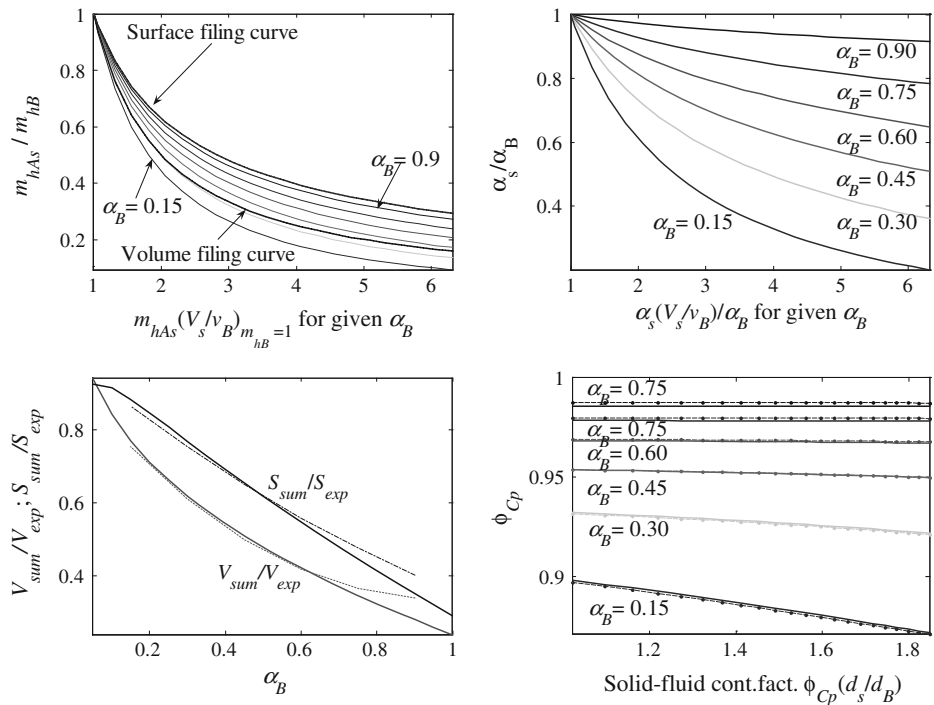 1
0.8
0.6
0.4
0.2
m_hAs / m_hB
Surface filing curve
α_B = 0.9
α_B = 0.15
Volume filing curve
1 2 3 4 5 6
m_hAs(V_s/v_B)_{m_hB =1} for given α_B
1
0.8
0.6
0.4
α_s/α_B
α_B = 0.90
α_B = 0.75
α_B = 0.60
α_B = 0.45
α_B = 0.30
α_B = 0.15
1 2 3 4 5 6
α_s(V_s/v_B)/α_B for given α_B
0.8
0.6
0.4
V_sum/V_exp; S_sum/S_exp
S_sum/S_exp
V_sum/V_exp
0.2 0.4 0.6 0.8 1
α_B
1
0.95
0.9
ϕ_Cp
α_B = 0.75
α_B = 0.75
α_B = 0.60
α_B = 0.45
α_B = 0.30
α_B = 0.15
1.2 1.4 1.6 1.8
Solid-fluid cont.fact. ϕ_Cp(d_s/d_B)